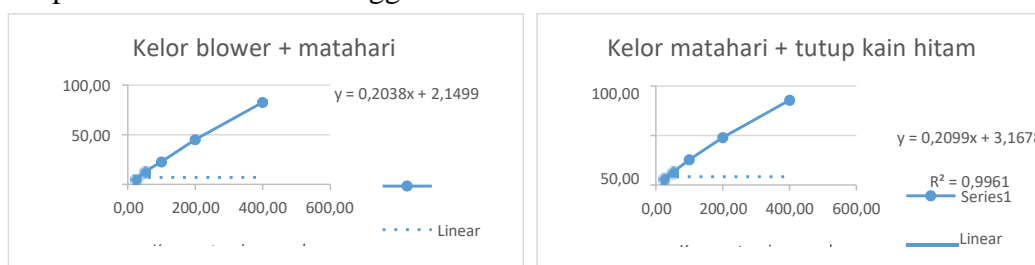 Kelor blower + matahari
y = 0,2038x + 2,1499
100,00
50,00
0,00 200,00 400,00 600,00
Linear
Kelor matahari + tutup kain hitam
100,00
y = 0,2099x + 3,1678
50,00
R² = 0,9961
0,00 200,00 400,00 600,00
Series1
Linear